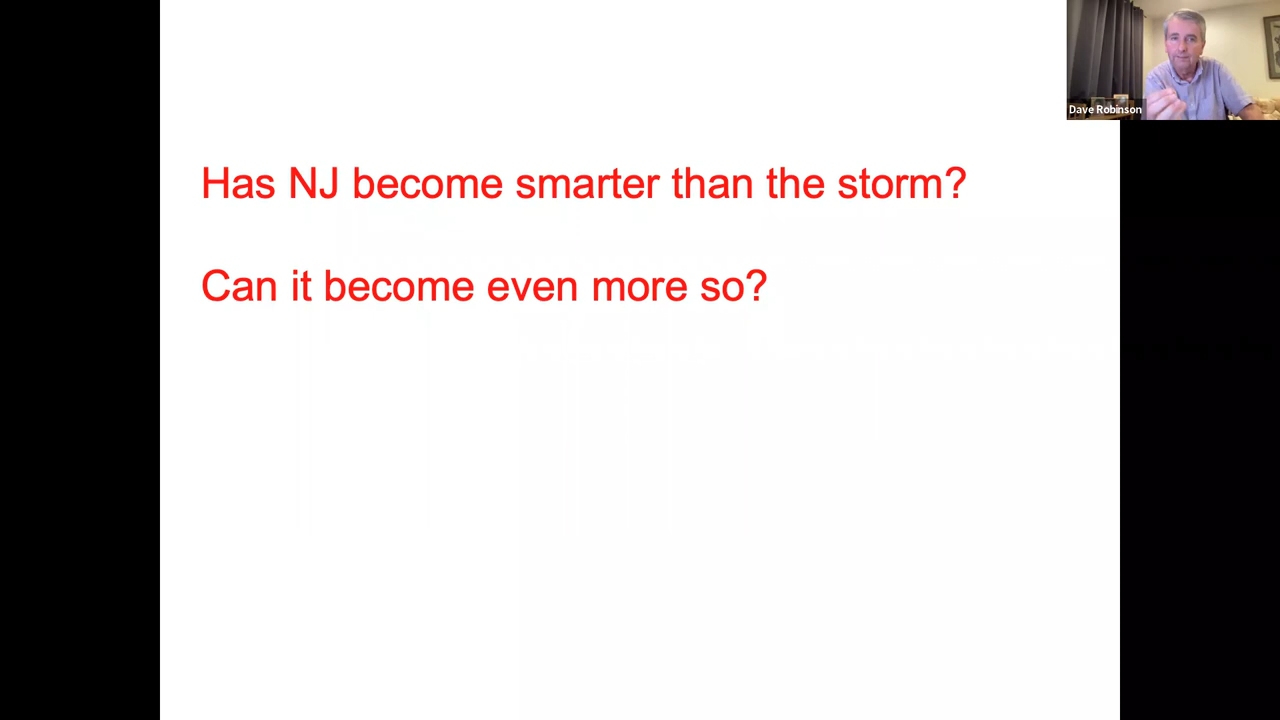 Dave Robinson
Has NJ become smarter than the storm?
Can it become even more so?